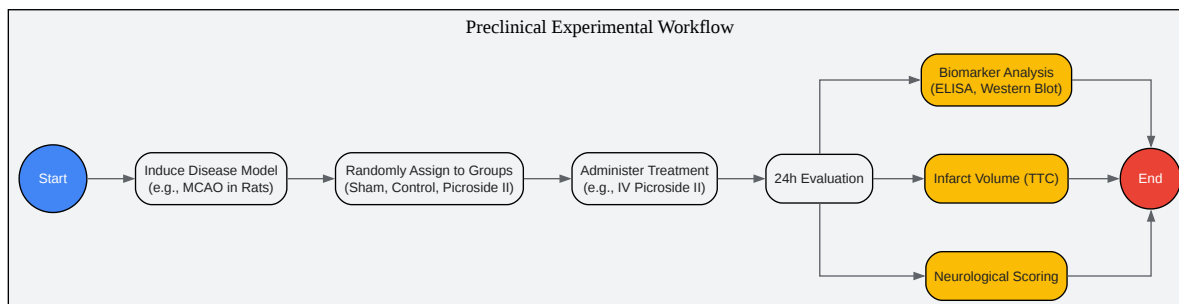 Preclinical Experimental Workflow
Start
Induce Disease Model
(e.g., MCAO in Rats)
Randomly Assign to Groups
(Sham, Control, Picroside II)
Administer Treatment
(e.g., IV Picroside II)
24h Evaluation
Biomarker Analysis
(ELISA, Western Blot)
Infarct Volume (TTC)
Neurological Scoring
End